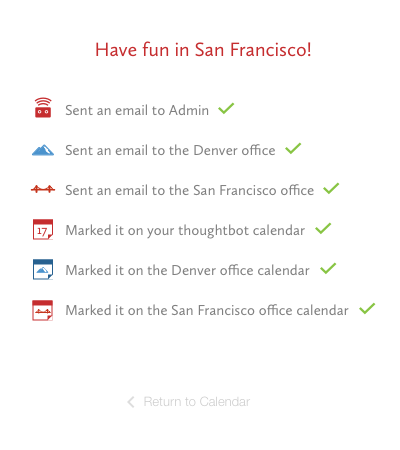 Have fun in San Francisco!
Sent an email to Admin
Sent an email to the Denver office
Sent an email to the San Francisco office
17
Marked it on your thoughtbot calendar
Marked it on the Denver office calendar
Marked it on the San Francisco office calendar
Return to Calendar